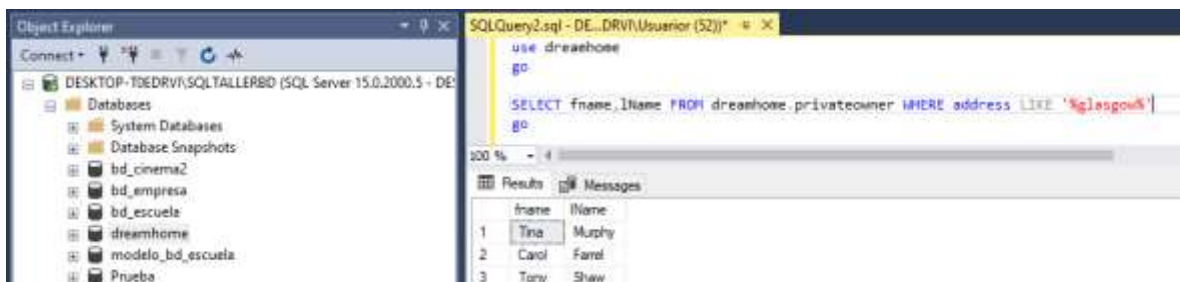 Object Explorer
Connect
DESKTOP-T0EDRVI\SQLTALLERBD (SQL Server 15.0.2000.5 - DE
Databases
System Databases
Database Snapshots
bd_cinema2
bd_empresa
bd_escuela
dreamhome
modelo_bd_escuela
Prueba
SQLQuery2.sql - DE...DRVI\Usuarior (52))*
use dreaehome
go
SELECT fname,lName FROM dreamhome.privateowner WHERE address LIKE '%glasgow%'
go
100 %
Results Messages
fname lName
1 Tina Murphy
2 Carol Farrel
3 Tony Shaw